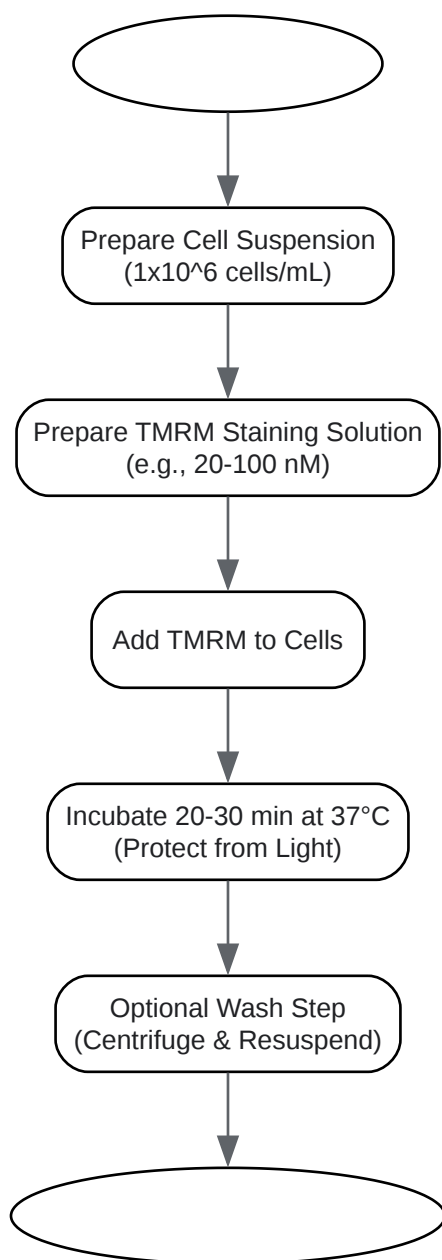 Prepare Cell Suspension
(1x10^6 cells/mL)
Prepare TMRM Staining Solution
(e.g., 20-100 nM)
Add TMRM to Cells
Incubate 20-30 min at 37°C
(Protect from Light)
Optional Wash Step
(Centrifuge & Resuspend)